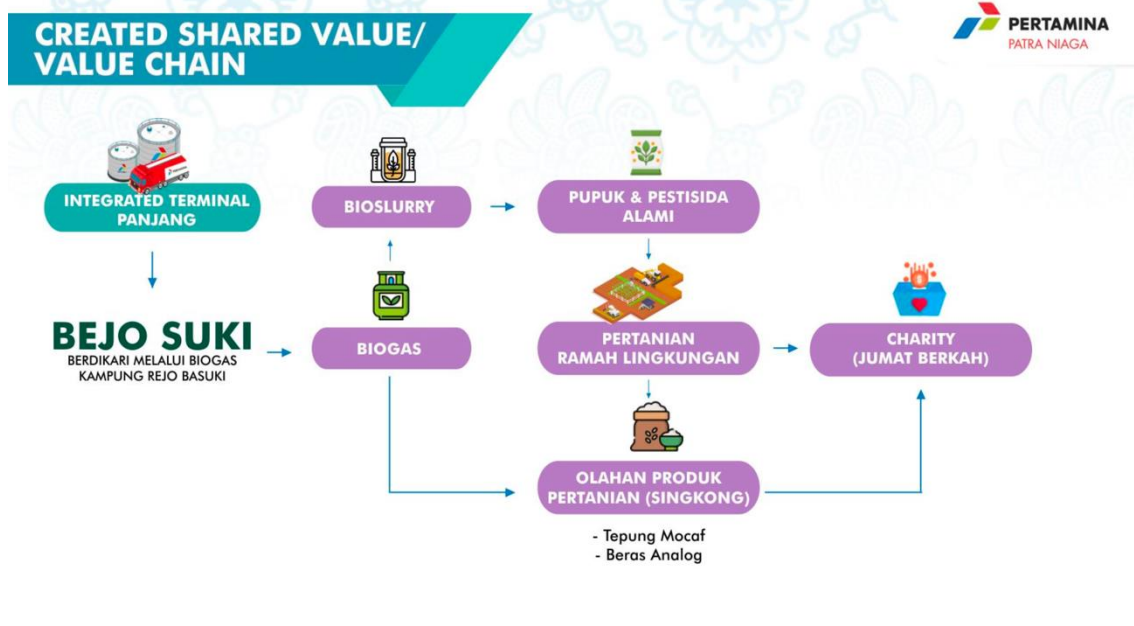 CREATED SHARED VALUE/
VALUE CHAIN
PERTAMINA
PATRA NIAGA
INTEGRATED TERMINAL
PANJANG
BIOSLURRY
PUPUK & PESTISIDA
ALAMI
BEJO SUKI
BERDIKARI MELALUI BIOGAS
KAMPUNG REJO BASUKI
BIOGAS
PERTANIAN
RAMAH LINGKUNGAN
CHARITY
(JUMAT BERKAH)
OLAHAN PRODUK
PERTANIAN (SINGKONG)
- Tepung Mocaf
- Beras Analog